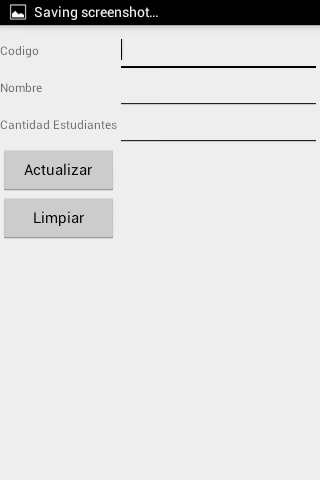 Saving screenshot...
Codigo
Nombre
Cantidad Estudiantes
Actualizar
Limpiar